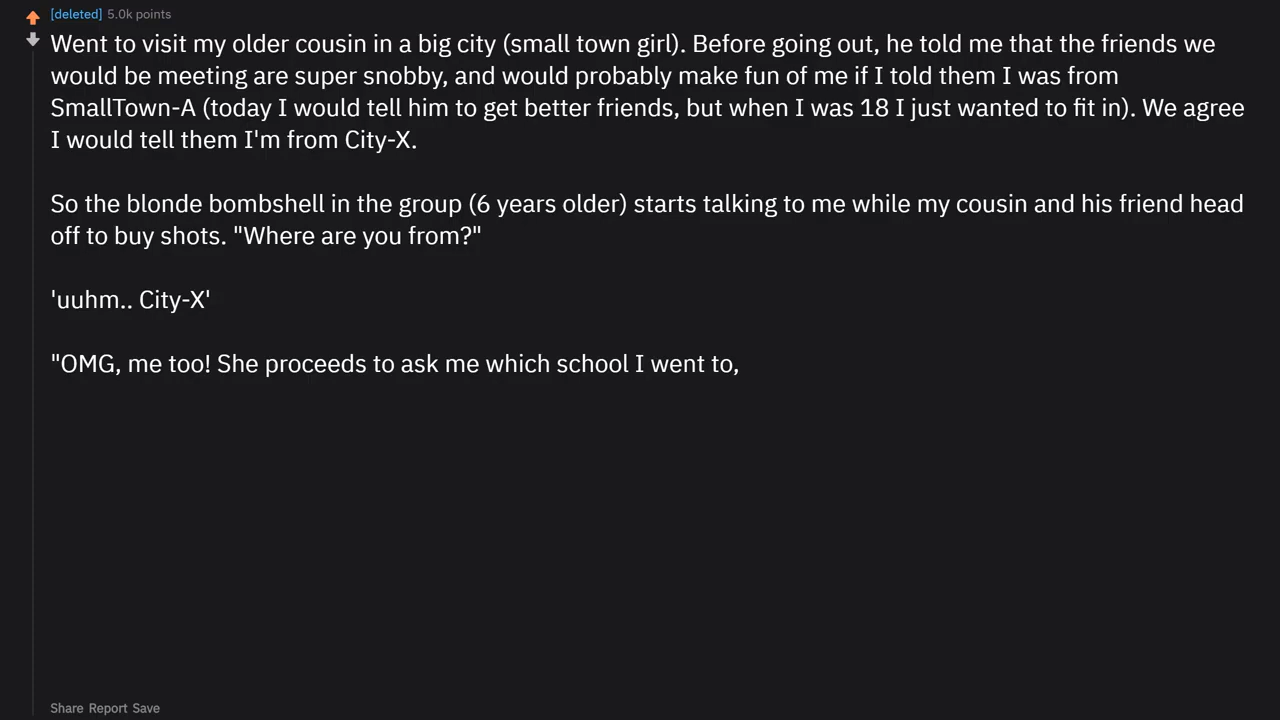 [deleted] 5.0k points
Went to visit my older cousin in a big city (small town girl). Before going out, he told me that the friends we
would be meeting are super snobby, and would probably make fun of me if I told them I was from
SmallTown-A (today I would tell him to get better friends, but when I was 18 I just wanted to fit in). We agree
I would tell them I'm from City-X.
So the blonde bombshell in the group (6 years older) starts talking to me while my cousin and his friend head
off to buy shots. "Where are you from?"
'uuhm.. City-X'
"OMG, me too! She proceeds to ask me which school I went to,
Share Report Save